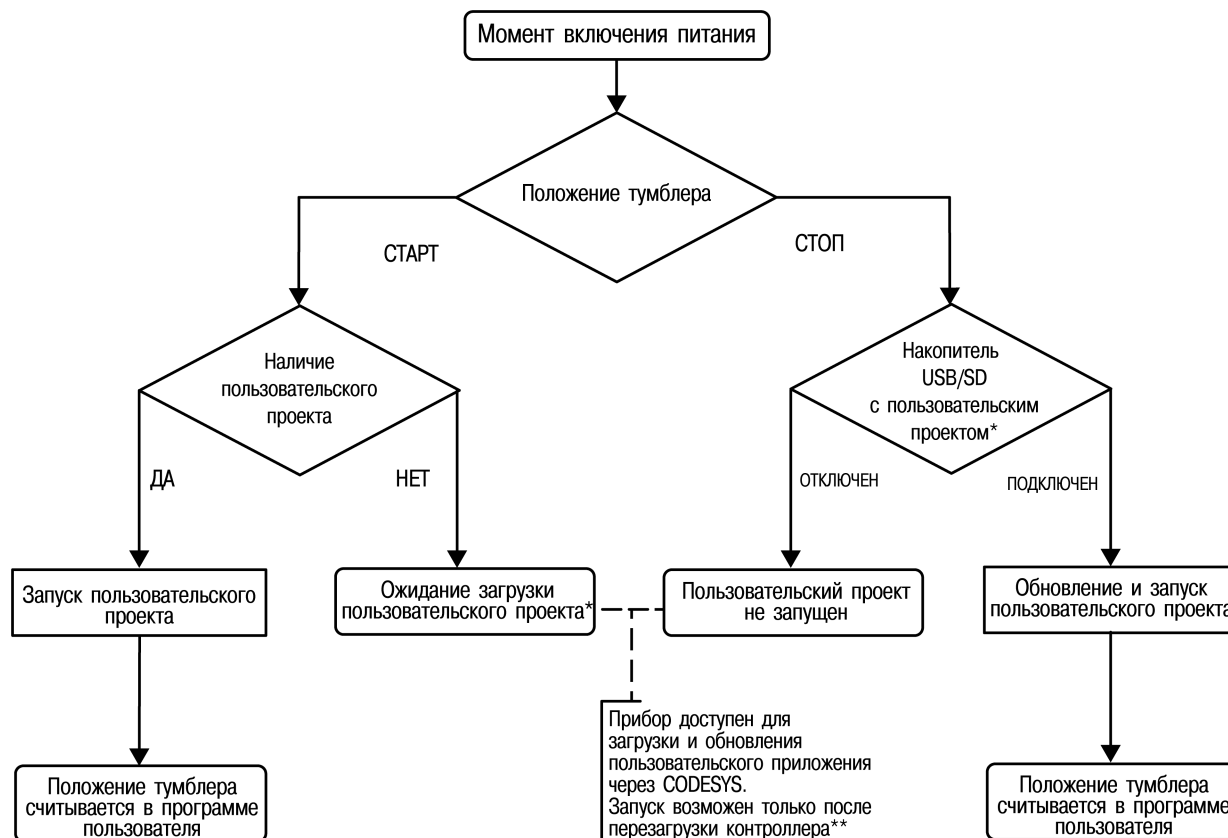 Момент включения питания
Положение тумблера
СТАРТ
СТОП
Наличие
пользовательского
проекта
Накопитель
USB/SD
с пользовательским
проектом*
ДА
НЕТ
ОТКЛЮЧЕН
ПОДКЛЮЧЕН
Запуск пользовательского
проекта
Ожидание загрузки
пользовательского проекта*
Пользовательский проект
не запущен
Обновление и запуск
пользовательского проекта
Прибор доступен для
загрузки и обновления
пользовательского приложения
через CODESYS.
Запуск возможен только после
перезагрузки контроллера**
Положение тумблера
считывается в программе
пользователя
Положение тумблера
считывается в программе
пользователя